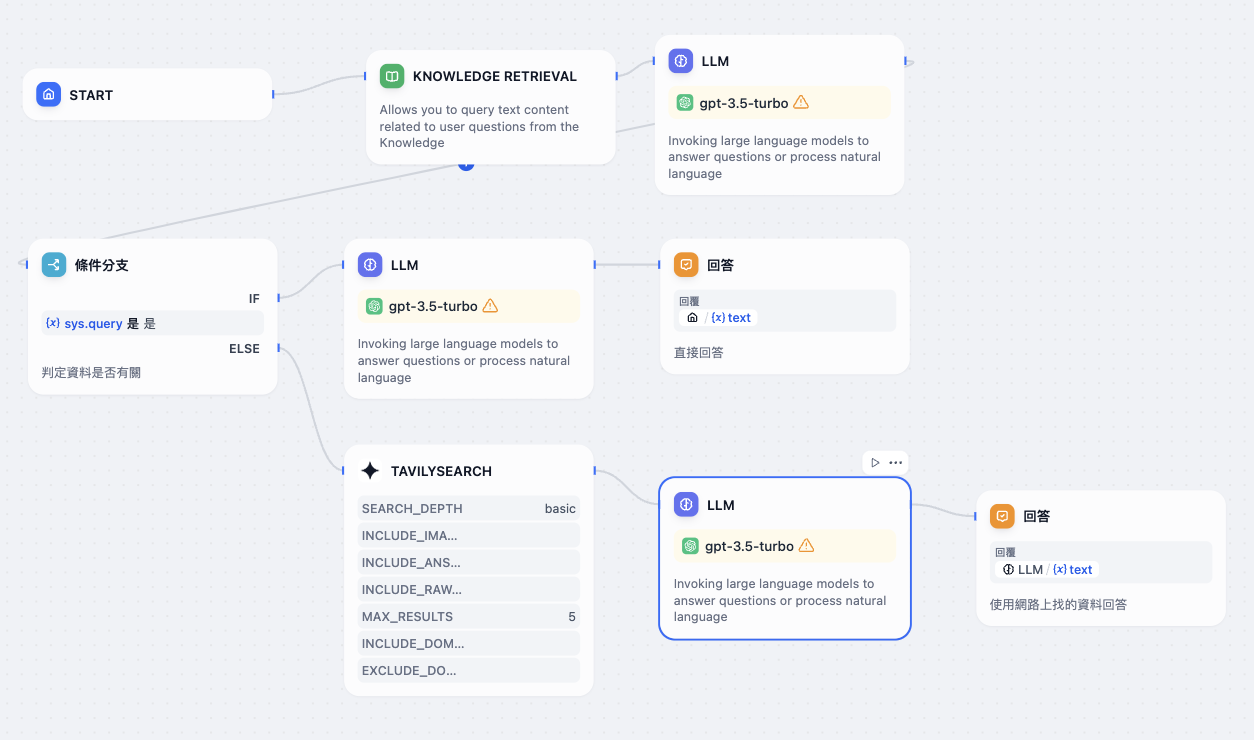 START
KNOWLEDGE RETRIEVAL
Allows you to query text content
related to user questions from the
Knowledge
LLM
gpt-3.5-turbo
Invoking large language models to
answer questions or process natural
language
條件分支
IF
{x} sys.query 是 是
ELSE
判定資料是否有關
LLM
gpt-3.5-turbo
Invoking large language models to
answer questions or process natural
language
回答
回覆
/ {x} text
直接回答
TAVILYSEARCH
SEARCH_DEPTH basic
INCLUDE_IMA...
INCLUDE_ANS...
INCLUDE_RAW...
MAX_RESULTS 5
INCLUDE_DOM...
EXCLUDE_DO...
LLM
gpt-3.5-turbo
Invoking large language models to
answer questions or process natural
language
回答
回覆
LLM / {x} text
使用網路上找的資料回答